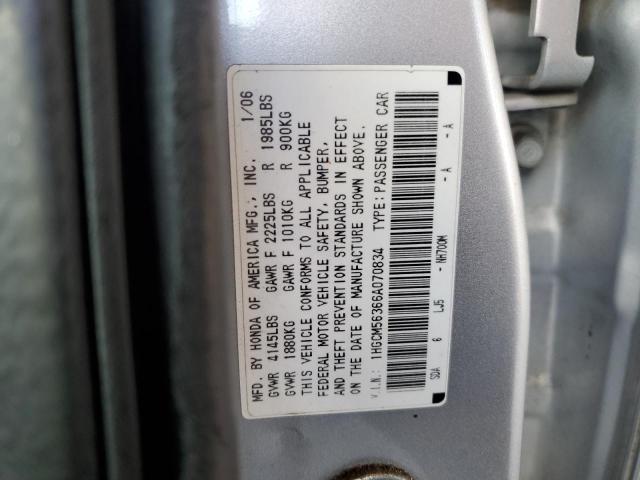 MFD. BY HONDA OF AMERICA MFG., INC. 1/06
GVWR 4145LBS GAWR F 2225LBS R 1985LBS
GVWR 1880KG GAWR F 1010KG R 900KG
THIS VEHICLE CONFORMS TO ALL APPLICABLE
FEDERAL MOTOR VEHICLE SAFETY, BUMPER,
AND THEFT PREVENTION STANDARDS IN EFFECT
ON THE DATE OF MANUFACTURE SHOWN ABOVE.
V.I.N.: 1HGCM56366A070834 TYPE: PASSENGER CAR
SDA 6 LJ5 - NH700M - A - A